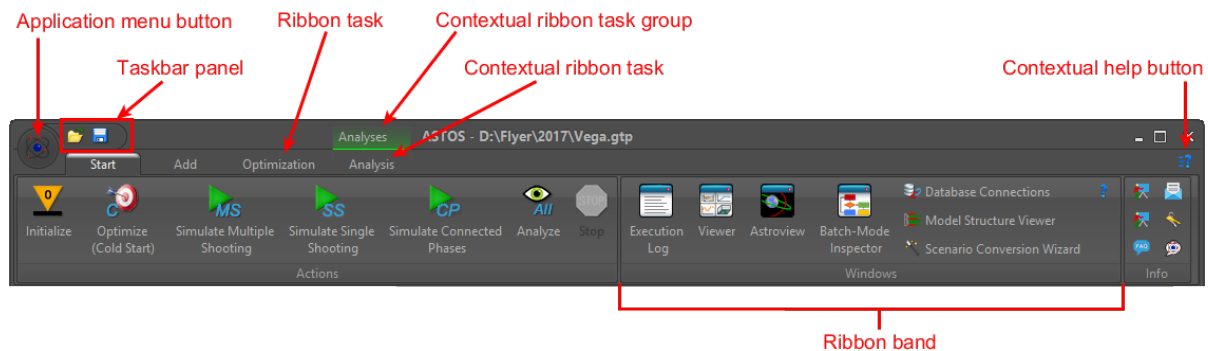 Application menu button
Ribbon task
Contextual ribbon task group
Taskbar panel
Contextual ribbon task
Contextual help button
Analyses
ASTOS - D:\Flyer\2017\Vega.gtp
Start
Add
Optimization
Analysis
0
C
MS
SS
CP
All
STOP
Initialize
Optimize
(Cold Start)
Simulate Multiple
Shooting
Simulate Single
Shooting
Simulate Connected
Phases
Analyze
Stop
Execution
Log
Viewer
Astroview
Batch-Mode
Inspector
Database Connections
?
Model Structure Viewer
Scenario Conversion Wizard
FAQ
Actions
Windows
Info
Ribbon band